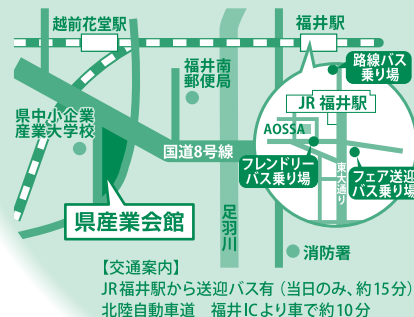 越前花堂駅
福井駅
路線バス
乗り場
福井南
郵便局
JR 福井駅
県中小企業
産業大学校
AOSSA
国道8号線
フレンドリー
バス乗り場
東大通り
フェア送迎
バス乗り場
県産業会館
足羽川
消防署
【交通案内】
JR福井駅から送迎バス有（当日のみ、約15分）
北陸自動車道　福井ICより車で約10分